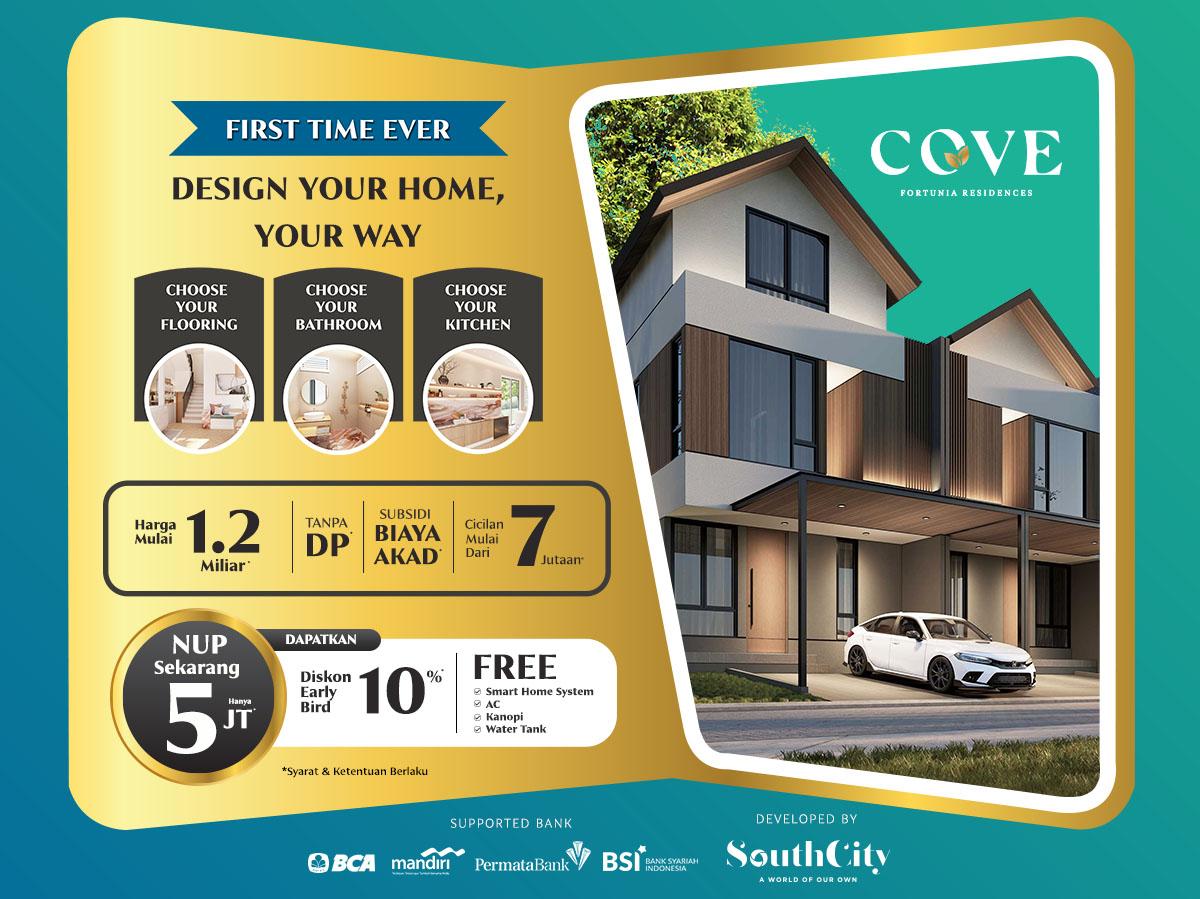 FIRST TIME EVER
DESIGN YOUR HOME,
YOUR WAY
CHOOSE
YOUR
FLOORING
CHOOSE
YOUR
BATHROOM
CHOOSE
YOUR
KITCHEN
Harga
Mulai
1.2
Miliar*
TANPA
DP*
SUBSIDI
BIAYA
AKAD*
Cicilan
Mulai
Dari
7
Jutaan*
NUP
Sekarang
5
Hanya
JT*
DAPATKAN
Diskon
Early
Bird
10%*
FREE
Smart Home System
AC
Kanopi
Water Tank
*Syarat & Ketentuan Berlaku
COVE
FORTUNIA RESIDENCES
SUPPORTED BANK
BCA
mandiri
PermataBank
BSI BANK SYARIAH
INDONESIA
DEVELOPED BY
SouthCity
A WORLD OF OUR OWN